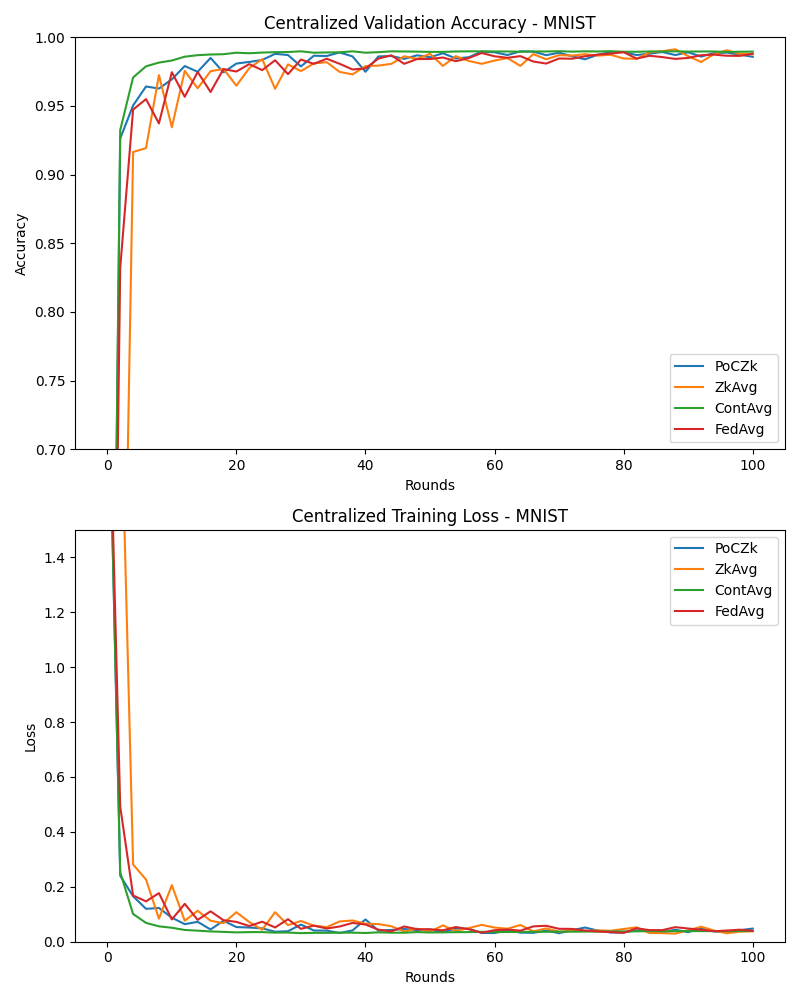 Centralized Validation Accuracy - MNIST
1.00
0.95
0.90
0.85
0.80
0.75
0.70
Accuracy
PoCZk
ZkAvg
ContAvg
FedAvg
0 20 40 60 80 100
Rounds
Centralized Training Loss - MNIST
1.4
1.2
1.0
0.8
0.6
0.4
0.2
0.0
Loss
PoCZk
ZkAvg
ContAvg
FedAvg
0 20 40 60 80 100
Rounds